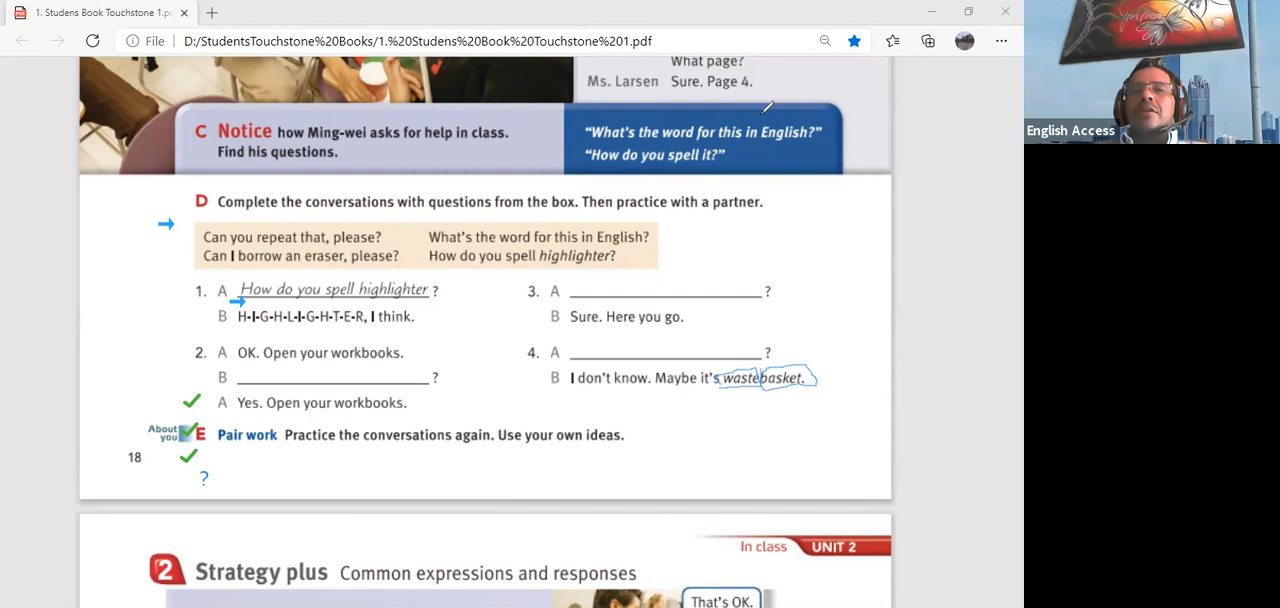 1. Studens Book Touchstone 1.pd
File D:/StudentsTouchstone%20Books/1.%20Studens%20Book%20Touchstone%201.pdf
What page?
Ms. Larsen Sure. Page 4.
C Notice how Ming-wei asks for help in class.
Find his questions.
"What's the word for this in English?"
"How do you spell it?"
D Complete the conversations with questions from the box. Then practice with a partner.
Can you repeat that, please? What's the word for this in English?
Can I borrow an eraser, please? How do you spell highlighter?
1. A How do you spell highlighter ?
B H-I-G-H-L-I-G-H-T-E-R, I think.
2. A OK. Open your workbooks.
B ?
A Yes. Open your workbooks.
3. A ?
B Sure. Here you go.
4. A ?
B I don't know. Maybe it's wastebasket.
About you E Pair work Practice the conversations again. Use your own ideas.
18
?
In class UNIT 2
2 Strategy plus Common expressions and responses
That's OK.
English Access